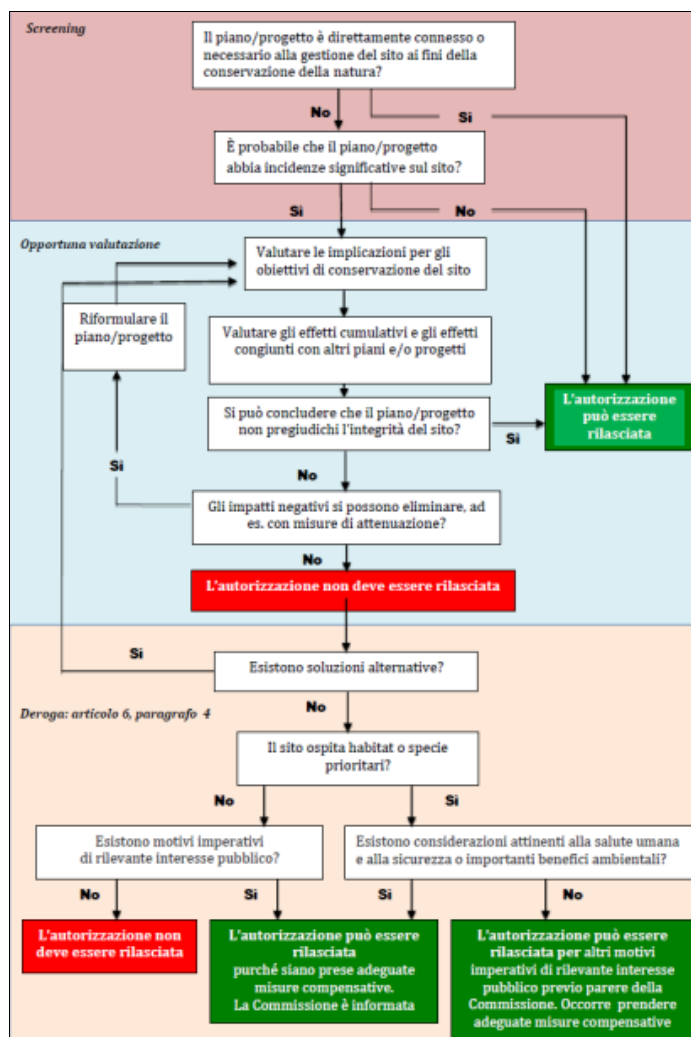 Screening
Il piano/progetto è direttamente connesso o
necessario alla gestione del sito ai fini della
conservazione della natura?
No
Sì
È probabile che il piano/progetto
abbia incidenze significative sul sito?
Sì
No
Opportuna valutazione
Valutare le implicazioni per gli
obiettivi di conservazione del sito
Riformulare il
piano/progetto
Valutare gli effetti cumulativi e gli effetti
congiunti con altri piani e/o progetti
L'autorizzazione
può essere
rilasciata
Si può concludere che il piano/progetto
non pregiudichi l'integrità del sito?
Sì
Sì
No
Gli impatti negativi si possono eliminare, ad
es. con misure di attenuazione?
No
L'autorizzazione non deve essere rilasciata
Sì
Esistono soluzioni alternative?
No
Deroga: articolo 6, paragrafo 4
Il sito ospita habitat o specie
prioritari?
No
Sì
Esistono motivi imperativi
di rilevante interesse pubblico?
Esistono considerazioni attinenti alla salute umana
e alla sicurezza o importanti benefici ambientali?
No
Sì
Sì
No
L'autorizzazione non
deve essere rilasciata
L'autorizzazione può essere
rilasciata
purché siano prese adeguate
misure compensative.
La Commissione è informata
L'autorizzazione può essere
rilasciata per altri motivi
imperativi di rilevante interesse
pubblico previo parere della
Commissione. Occorre prendere
adeguate misure compensative